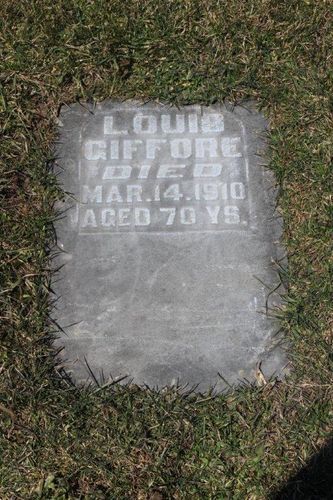 LOUIS
GIFFORE
DIED
MAR.14.1910
AGED 70 YS.